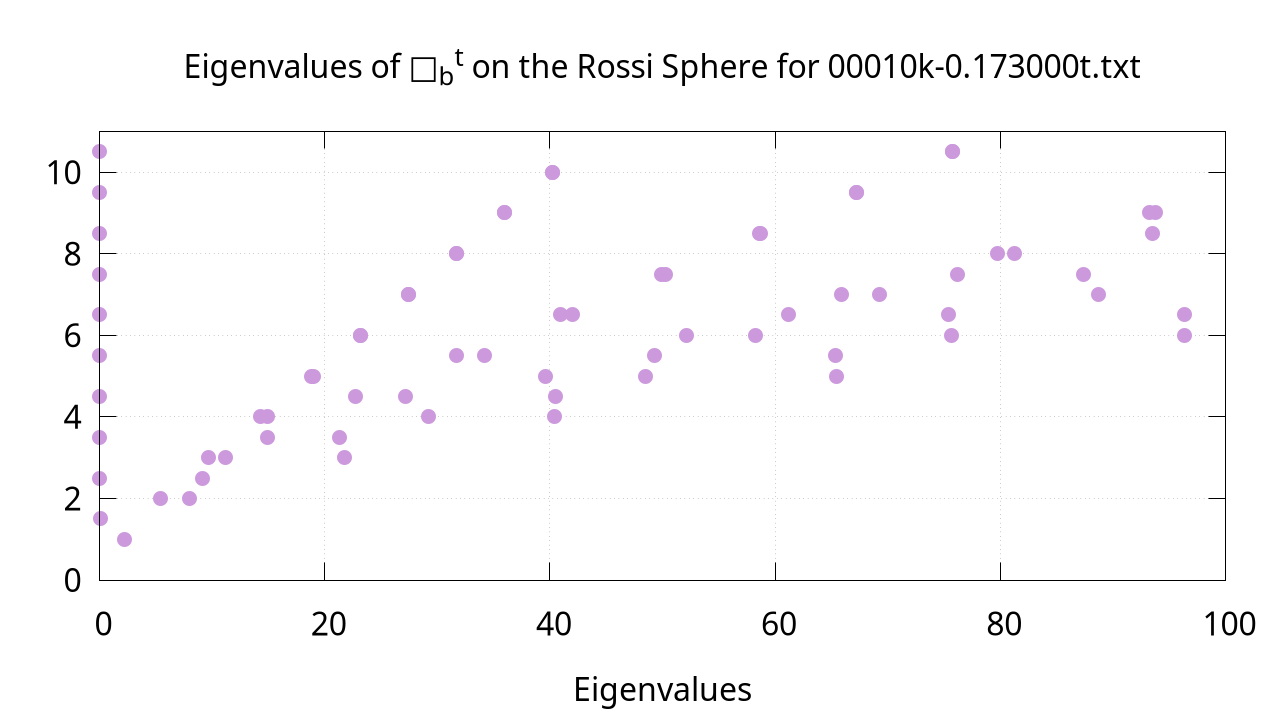 Eigenvalues of □_b^t on the Rossi Sphere for 00010k-0.173000t.txt
10
8
6
4
2
0
0 20 40 60 80 100
Eigenvalues